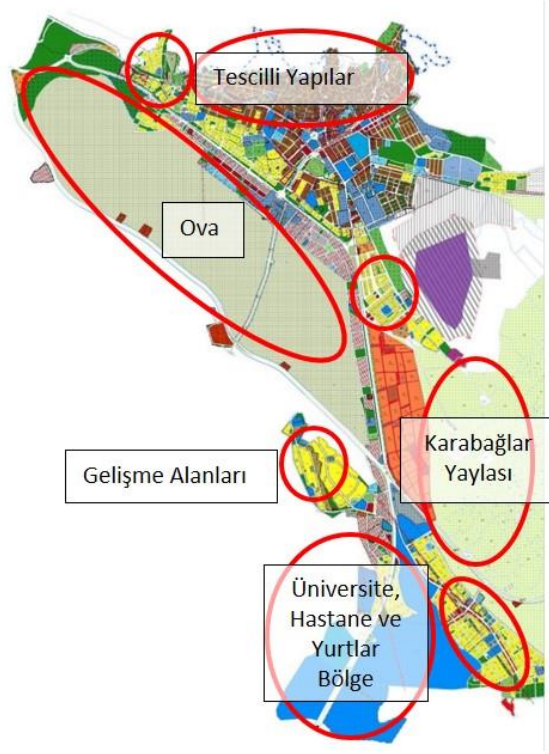 Tescilli Yapılar
Ova
Karabağlar
Yaylası
Gelişme Alanları
Üniversite,
Hastane ve
Yurtlar
Bölge